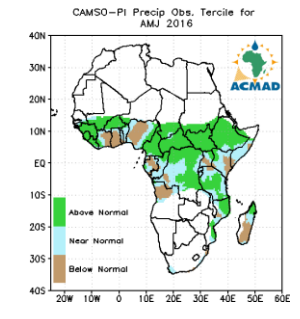 CAMSO-PI Precip Obs. Tercile for
AMJ 2016
ACMAD
40N
30N
20N
10N
EQ
10S
20S
30S
40S
Above Normal
Near Normal
Below Normal
20W 10W 0 10E 20E 30E 40E 50E 60E